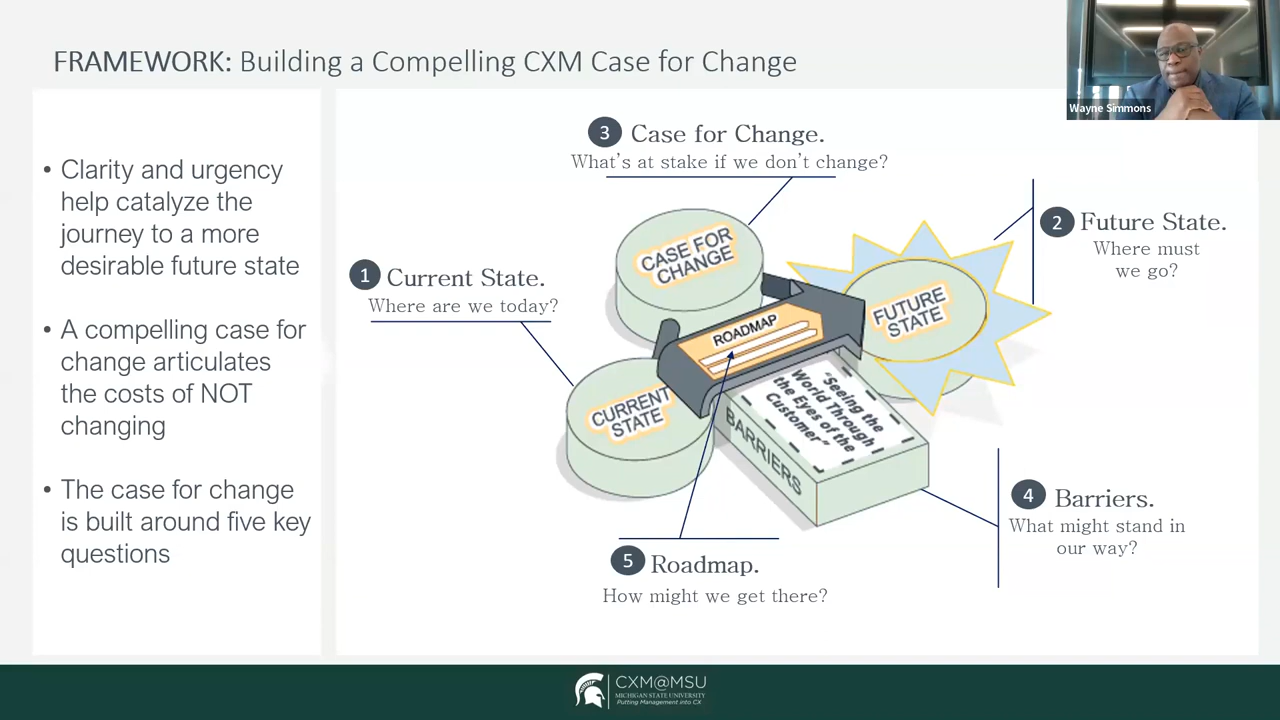 FRAMEWORK: Building a Compelling CXM Case for Change
Wayne Simmons
• Clarity and urgency
help catalyze the
journey to a more
desirable future state
• A compelling case for
change articulates
the costs of NOT
changing
• The case for change
is built around five key
questions
3 Case for Change.
What's at stake if we don't change?
2 Future State.
Where must
we go?
1 Current State.
Where are we today?
CASE FOR
CHANGE
FUTURE
STATE
ROADMAP
CURRENT
STATE
BARRIERS
"Seeing the
World Through
the Eyes of the
Customer"
4 Barriers.
What might stand in
our way?
5 Roadmap.
How might we get there?
CXM@MSU
MICHIGAN STATE UNIVERSITY
Putting Management into CX